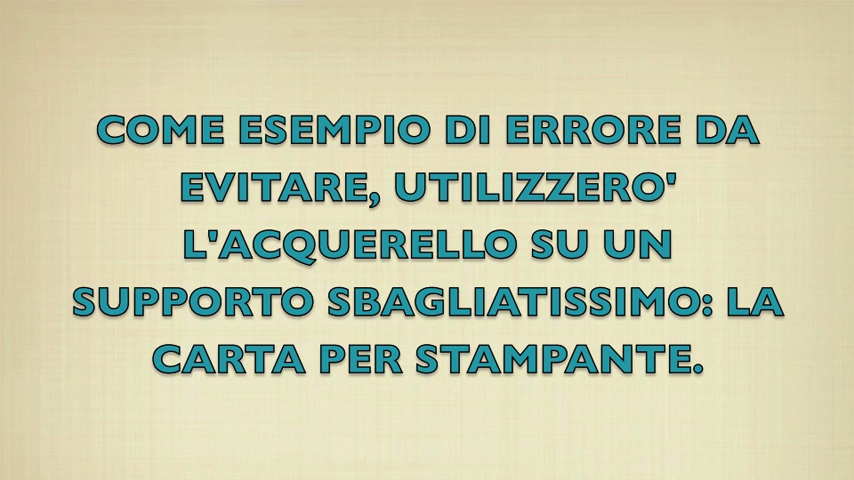 COME ESEMPIO DI ERRORE DA
EVITARE, UTILIZZERO'
L'ACQUERELLO SU UN
SUPPORTO SBAGLIATISSIMO: LA
CARTA PER STAMPANTE.